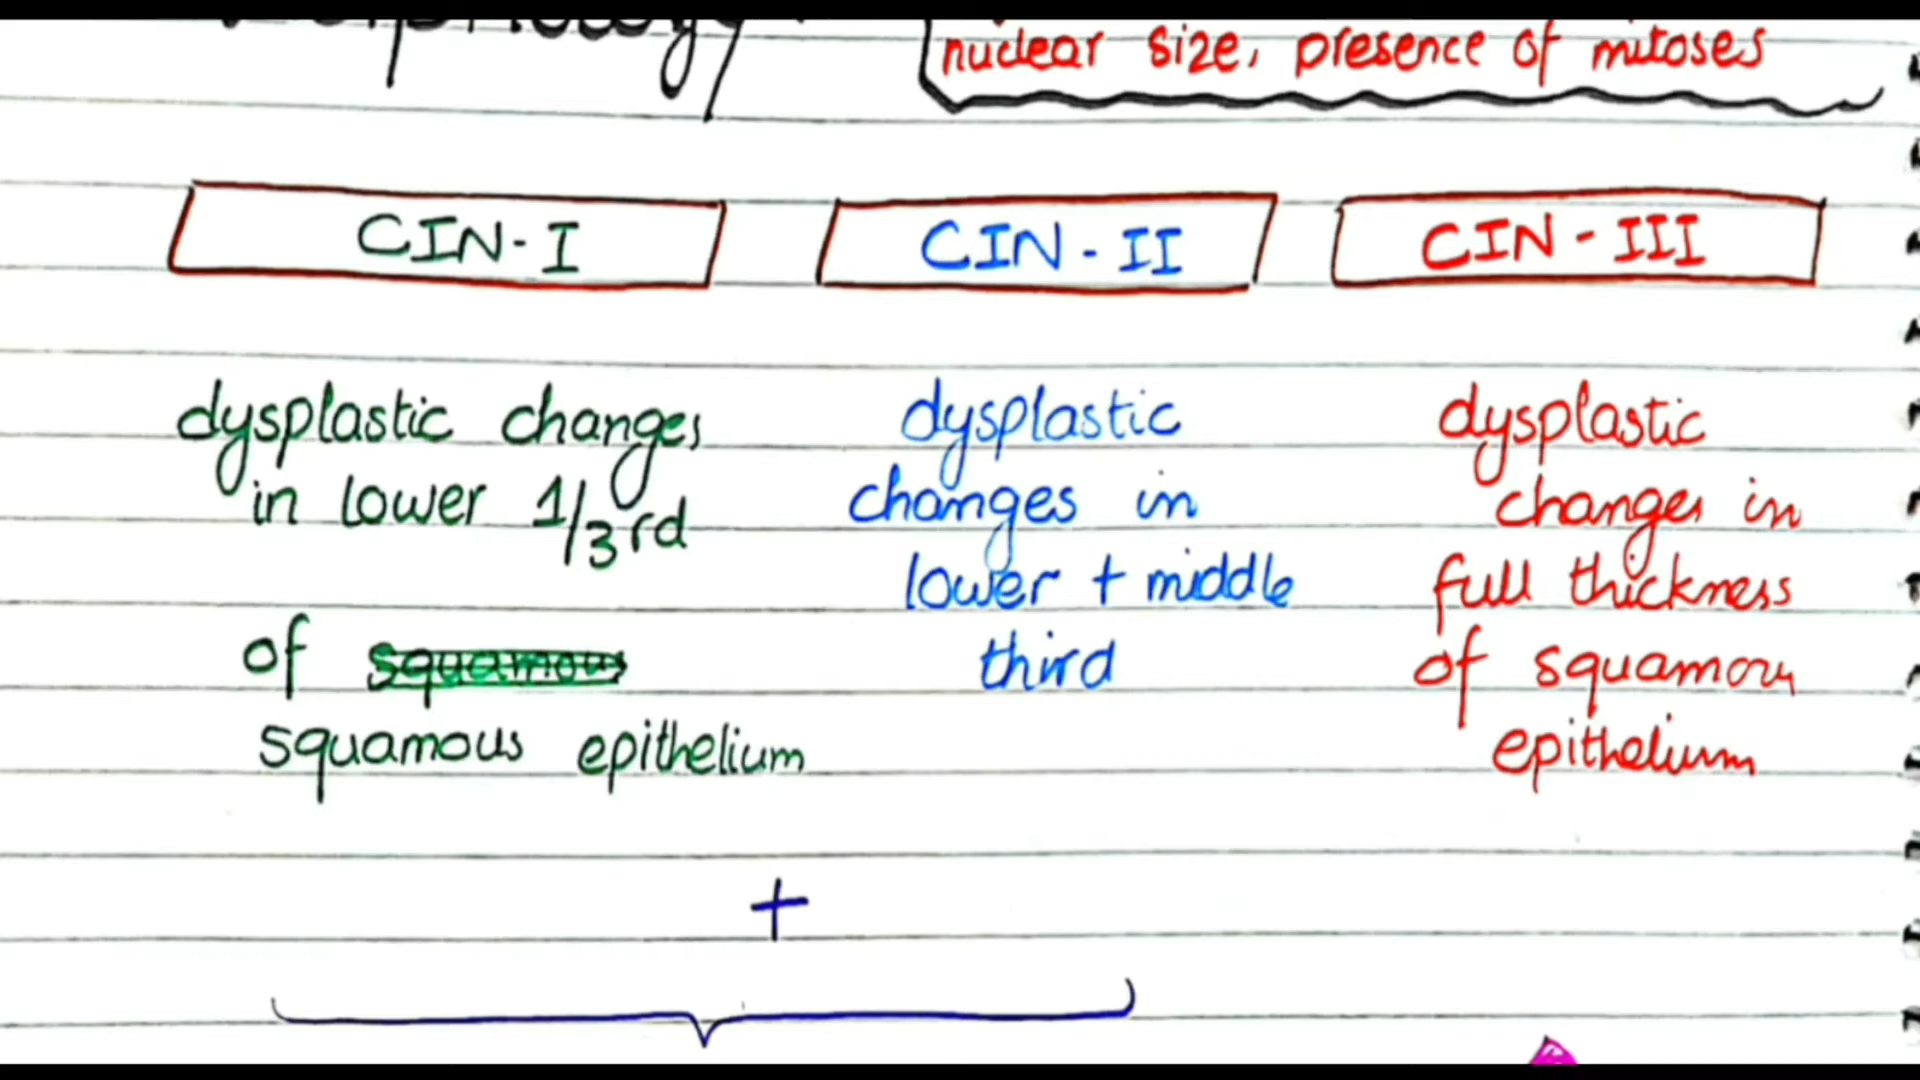 nuclear size, presence of mitoses
CIN-I
CIN-II
CIN-III
dysplastic changes
in lower 1/3rd
of squamous
squamous epithelium
dysplastic
changes in
lower + middle
third
dysplastic
changes in
full thickness
of squamous
epithelium
+